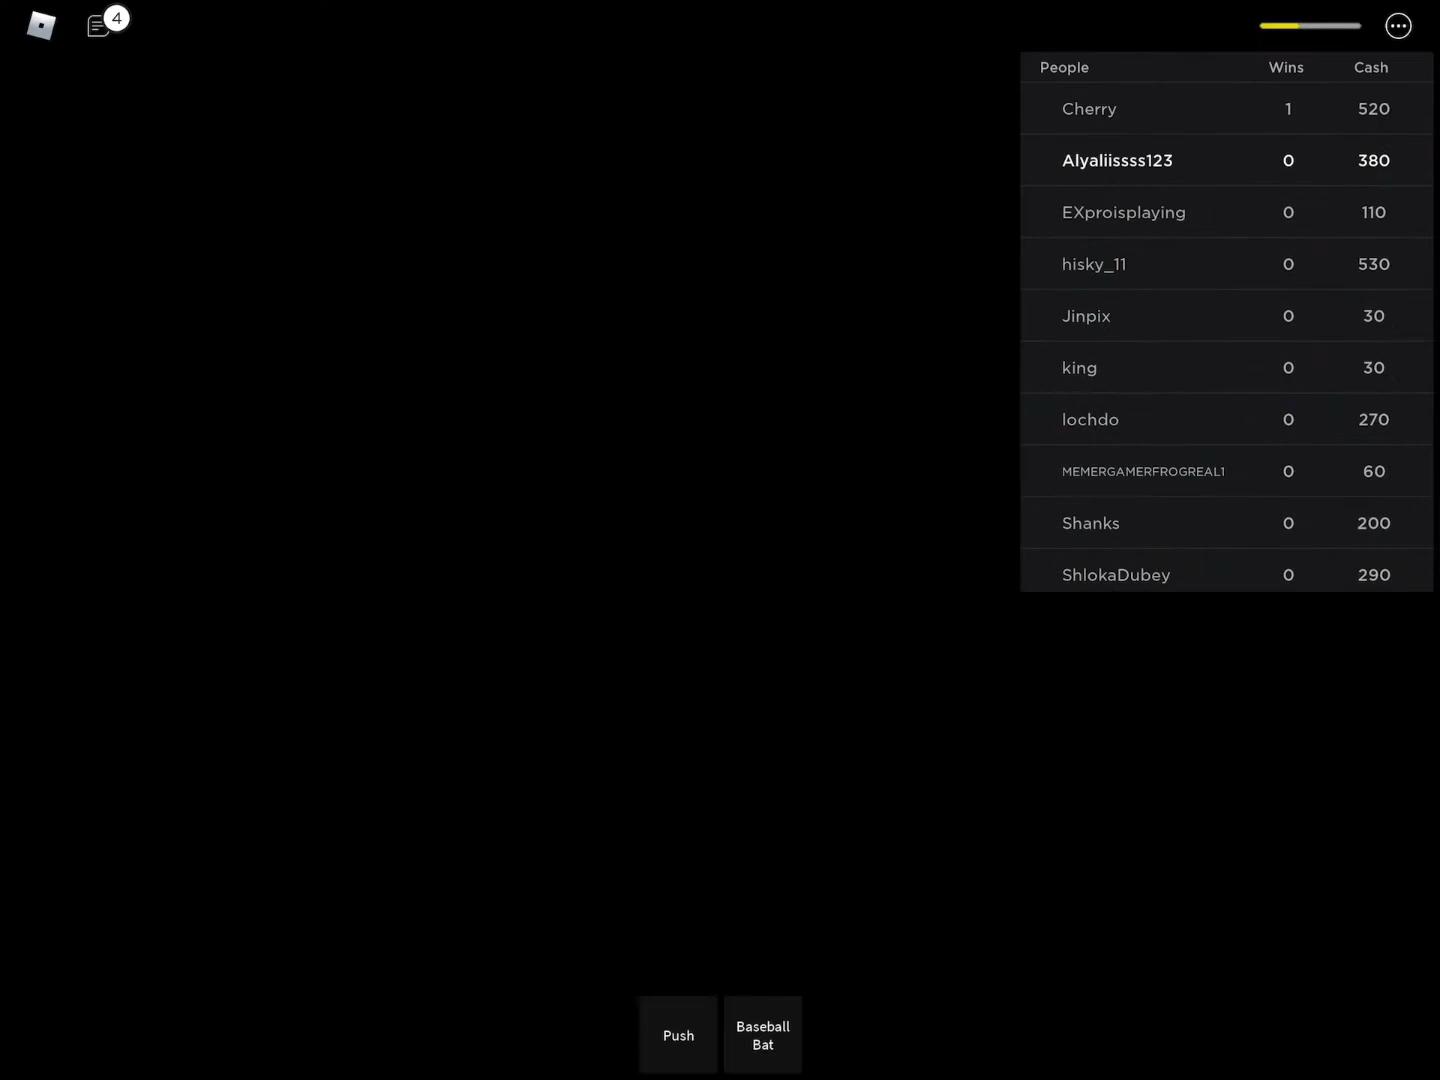 4
People Wins Cash
Cherry 1 520
Alyaliissss123 0 380
EXproisplaying 0 110
hisky_11 0 530
Jinpix 0 30
king 0 30
lochdo 0 270
MEMERGAMERFROGREAL1 0 60
Shanks 0 200
ShlokaDubey 0 290
Push
Baseball
Bat